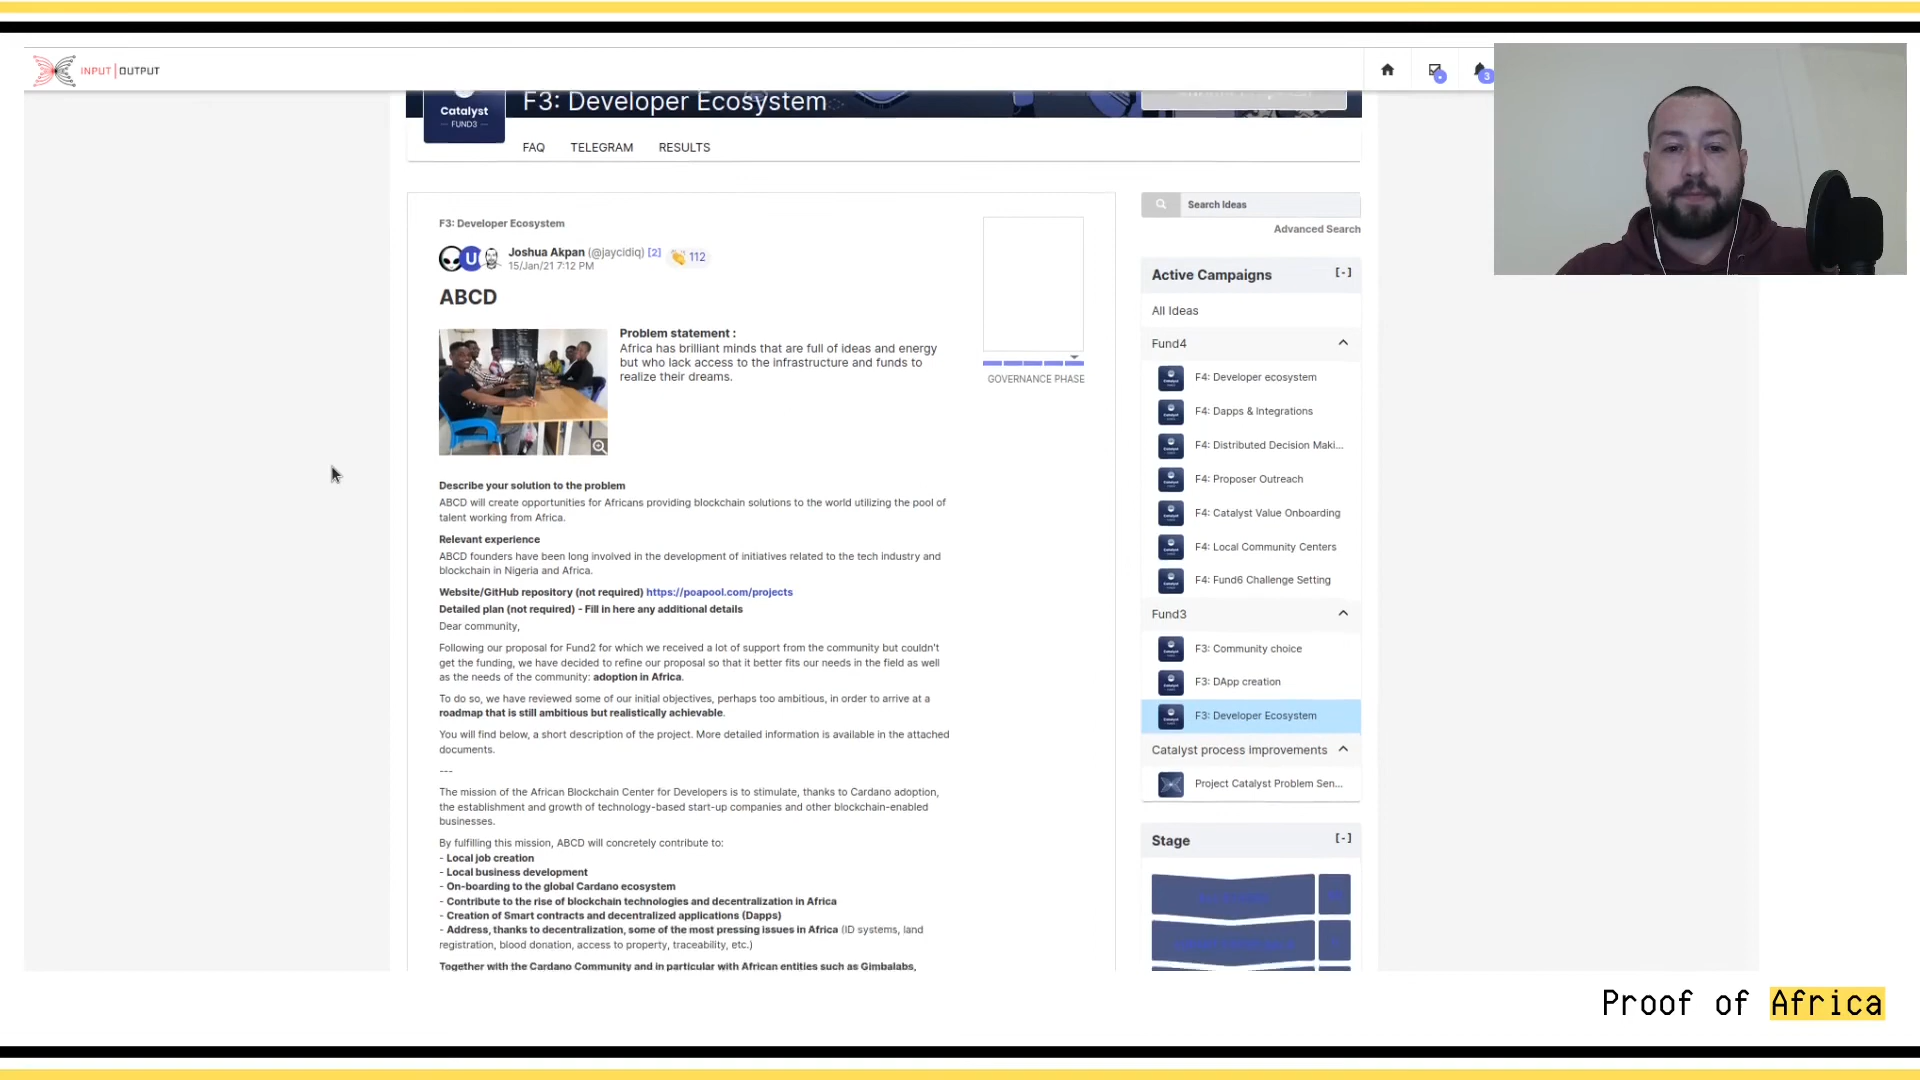 INPUT | OUTPUT
3
Catalyst
— FUND3 —
F3: Developer Ecosystem
FAQ TELEGRAM RESULTS
F3: Developer Ecosystem
U
Joshua Akpan (@jaycidiq) [2]
112
15/Jan/21 7:12 PM
ABCD
Problem statement :
Africa has brilliant minds that are full of ideas and energy
but who lack access to the infrastructure and funds to
realize their dreams.
GOVERNANCE PHASE
Describe your solution to the problem
ABCD will create opportunities for Africans providing blockchain solutions to the world utilizing the pool of
talent working from Africa.
Relevant experience
ABCD founders have been long involved in the development of initiatives related to the tech industry and
blockchain in Nigeria and Africa.
Website/GitHub repository (not required) https://poapool.com/projects
Detailed plan (not required) - Fill in here any additional details
Dear community,
Following our proposal for Fund2 for which we received a lot of support from the community but couldn't
get the funding, we have decided to refine our proposal so that it better fits our needs in the field as well
as the needs of the community: adoption in Africa.
To do so, we have reviewed some of our initial objectives, perhaps too ambitious, in order to arrive at a
roadmap that is still ambitious but realistically achievable.
You will find below, a short description of the project. More detailed information is available in the attached
documents.
---
The mission of the African Blockchain Center for Developers is to stimulate, thanks to Cardano adoption,
the establishment and growth of technology-based start-up companies and other blockchain-enabled
businesses.
By fulfilling this mission, ABCD will concretely contribute to:
- Local job creation
- Local business development
- On-boarding to the global Cardano ecosystem
- Contribute to the rise of blockchain technologies and decentralization in Africa
- Creation of Smart contracts and decentralized applications (Dapps)
- Address, thanks to decentralization, some of the most pressing issues in Africa (ID systems, land
registration, blood donation, access to property, traceability, etc.)
Together with the Cardano Community and in particular with African entities such as Gimbalabs,
Search Ideas
Advanced Search
Active Campaigns [-]
All Ideas
Fund4
F4: Developer ecosystem
F4: Dapps & Integrations
F4: Distributed Decision Maki...
F4: Proposer Outreach
F4: Catalyst Value Onboarding
F4: Local Community Centers
F4: Fund6 Challenge Setting
Fund3
F3: Community choice
F3: DApp creation
F3: Developer Ecosystem
Catalyst process improvements
Project Catalyst Problem Sen...
Stage [-]
Proof of Africa